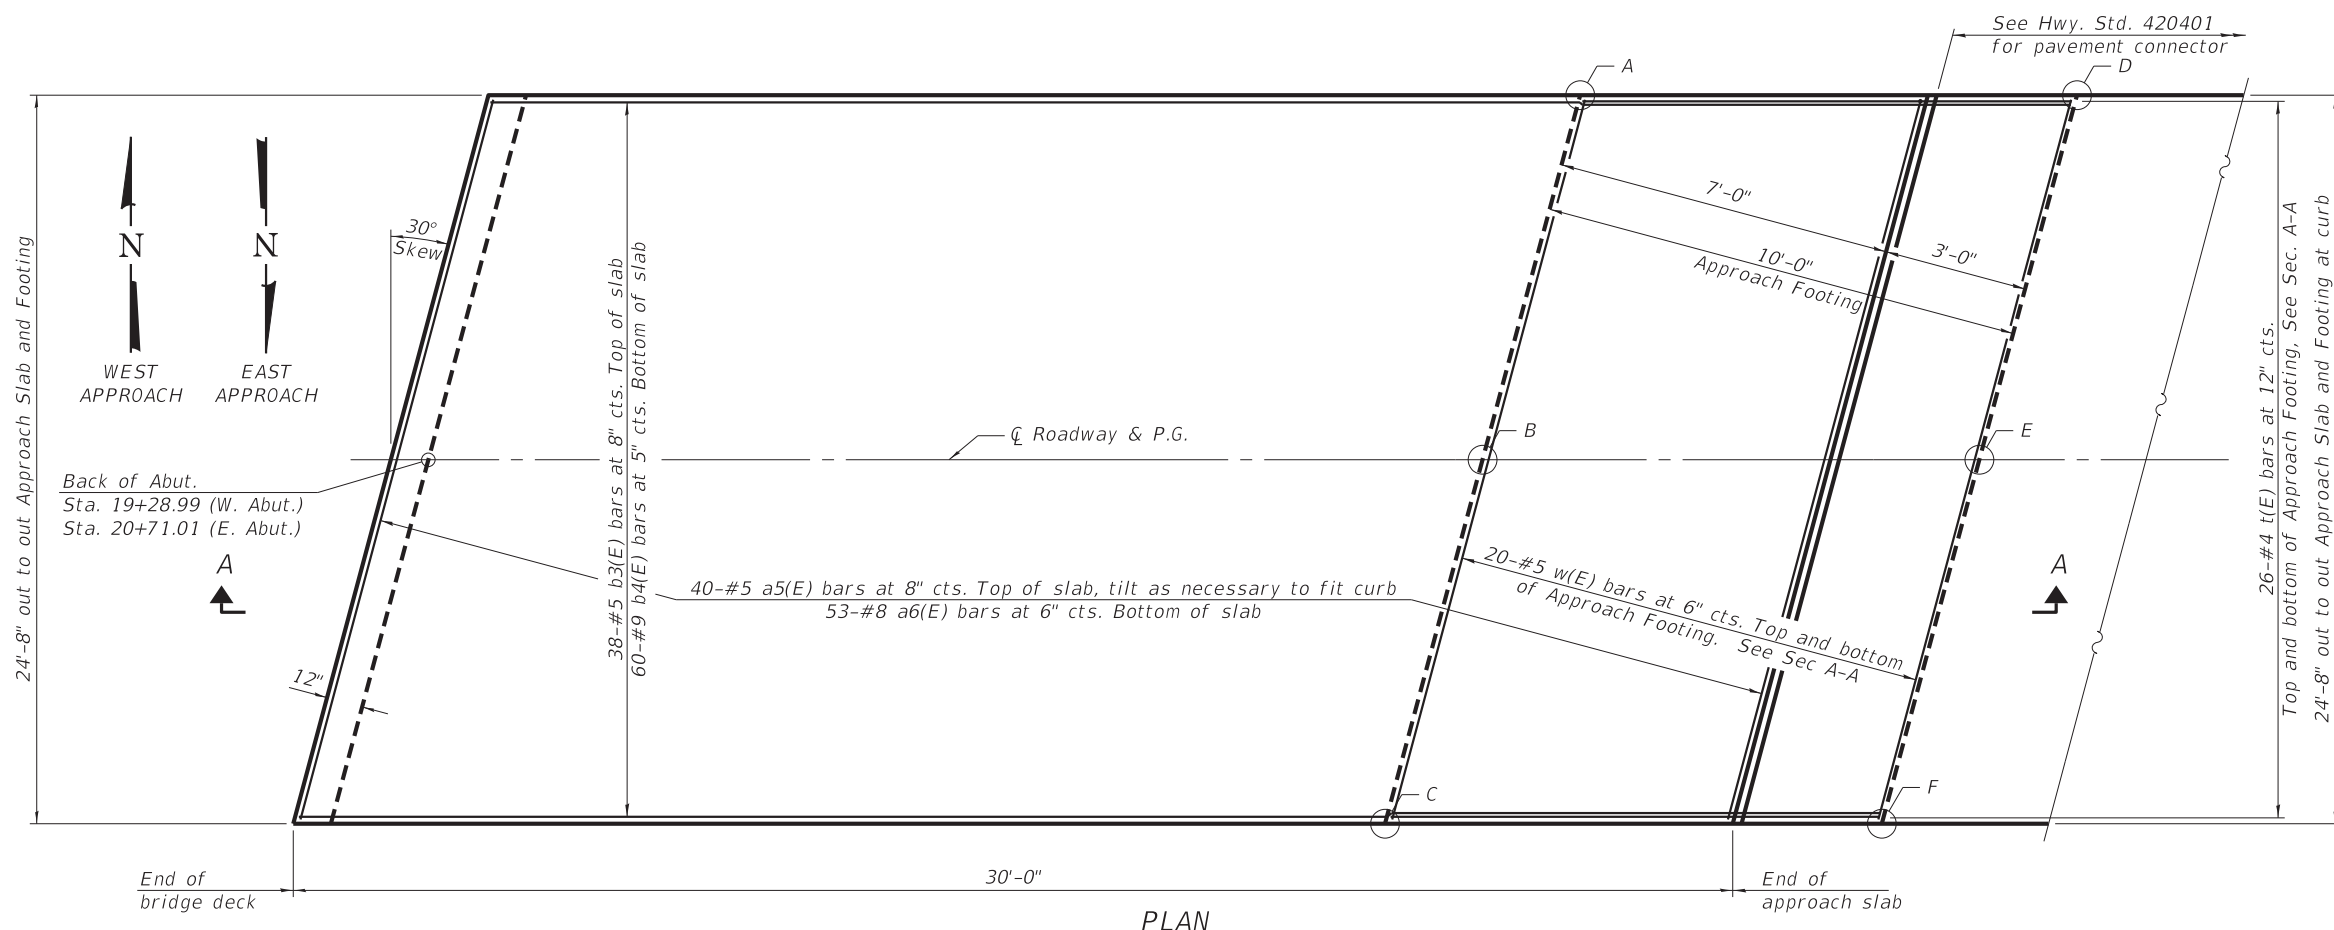 See Hwy. Std. 420401
for pavement connector
A
D
24'-8" out to out Approach Slab and Footing
N
N
WEST
APPROACH
EAST
APPROACH
30°
Skew
7'-0"
10'-0"
Approach Footing
3'-0"
38-#5 b3(E) bars at 8" cts. Top of slab
60-#9 b4(E) bars at 5" cts. Bottom of slab
℄ Roadway & P.G.
B
E
Back of Abut.
Sta. 19+28.99 (W. Abut.)
Sta. 20+71.01 (E. Abut.)
A
A
40-#5 a5(E) bars at 8" cts. Top of slab, tilt as necessary to fit curb
53-#8 a6(E) bars at 6" cts. Bottom of slab
20-#5 w(E) bars at 6" cts. Top and bottom
of Approach Footing. See Sec A-A
26-#4 t(E) bars at 12" cts.
Top and bottom of Approach Footing, See Sec. A-A
24'-8" out to out Approach Slab and Footing at curb
12"
C
F
End of
bridge deck
30'-0"
End of
approach slab
PLAN